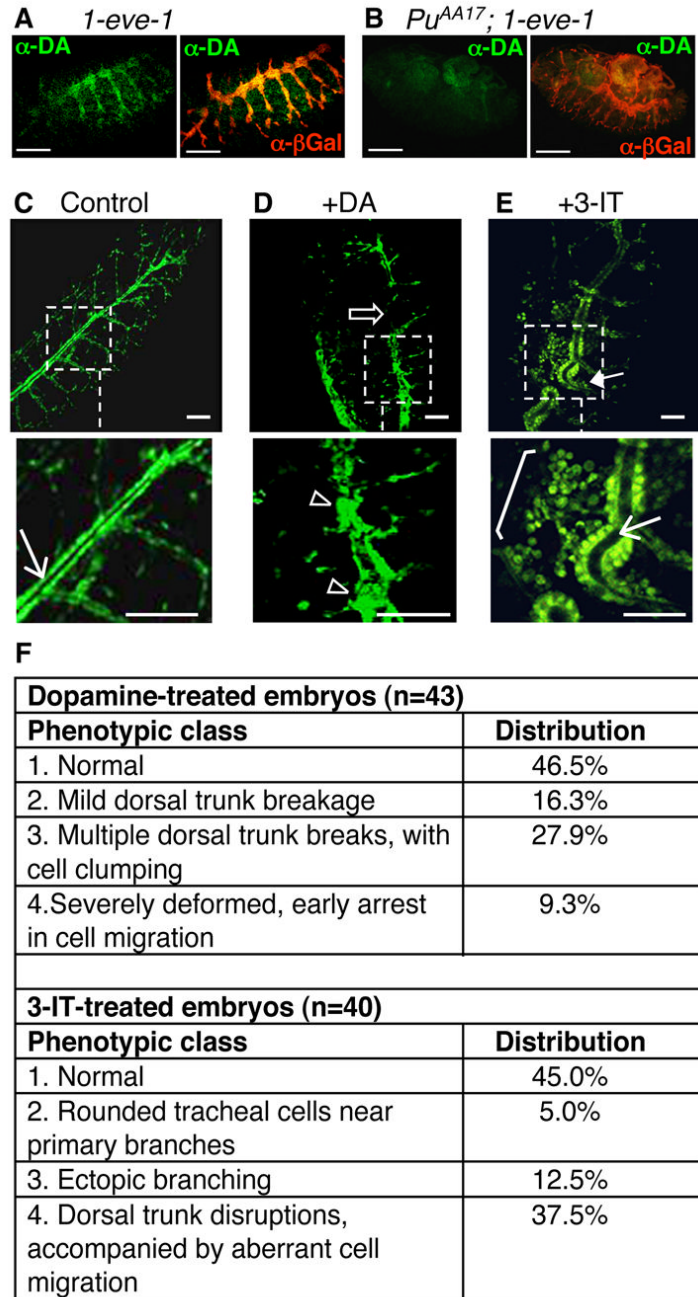 A 1-eve-1
B Pu^AA17; 1-eve-1
α-DA
α-DA
α-βGal
α-βGal
C Control
D +DA
E +3-IT
F
Dopamine-treated embryos (n=43)
Phenotypic class Distribution
1. Normal 46.5%
2. Mild dorsal trunk breakage 16.3%
3. Multiple dorsal trunk breaks, with 27.9%
cell clumping
4.Severely deformed, early arrest 9.3%
in cell migration
3-IT-treated embryos (n=40)
Phenotypic class Distribution
1. Normal 45.0%
2. Rounded tracheal cells near 5.0%
primary branches
3. Ectopic branching 12.5%
4. Dorsal trunk disruptions, 37.5%
accompanied by aberrant cell
migration